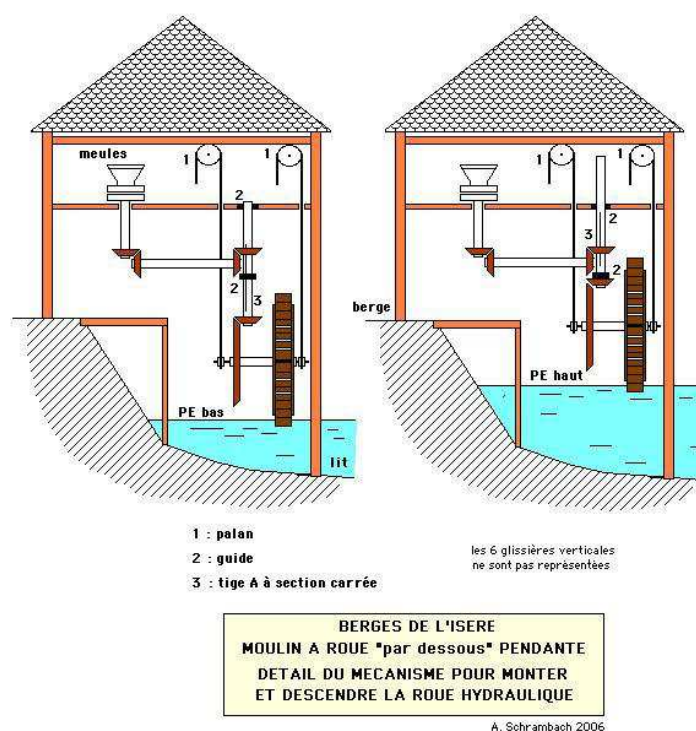 meules
1
1
2
2
3
PE bas
lit
1
1
2
3
2
berge
PE haut
1 : palan
2 : guide
3 : tige A à section carrée
les 6 glissières verticales
ne sont pas représentées
BERGES DE L'ISERE
MOULIN A ROUE "par dessous" PENDANTE
DETAIL DU MECANISME POUR MONTER
ET DESCENDRE LA ROUE HYDRAULIQUE
A. Schrambach 2006